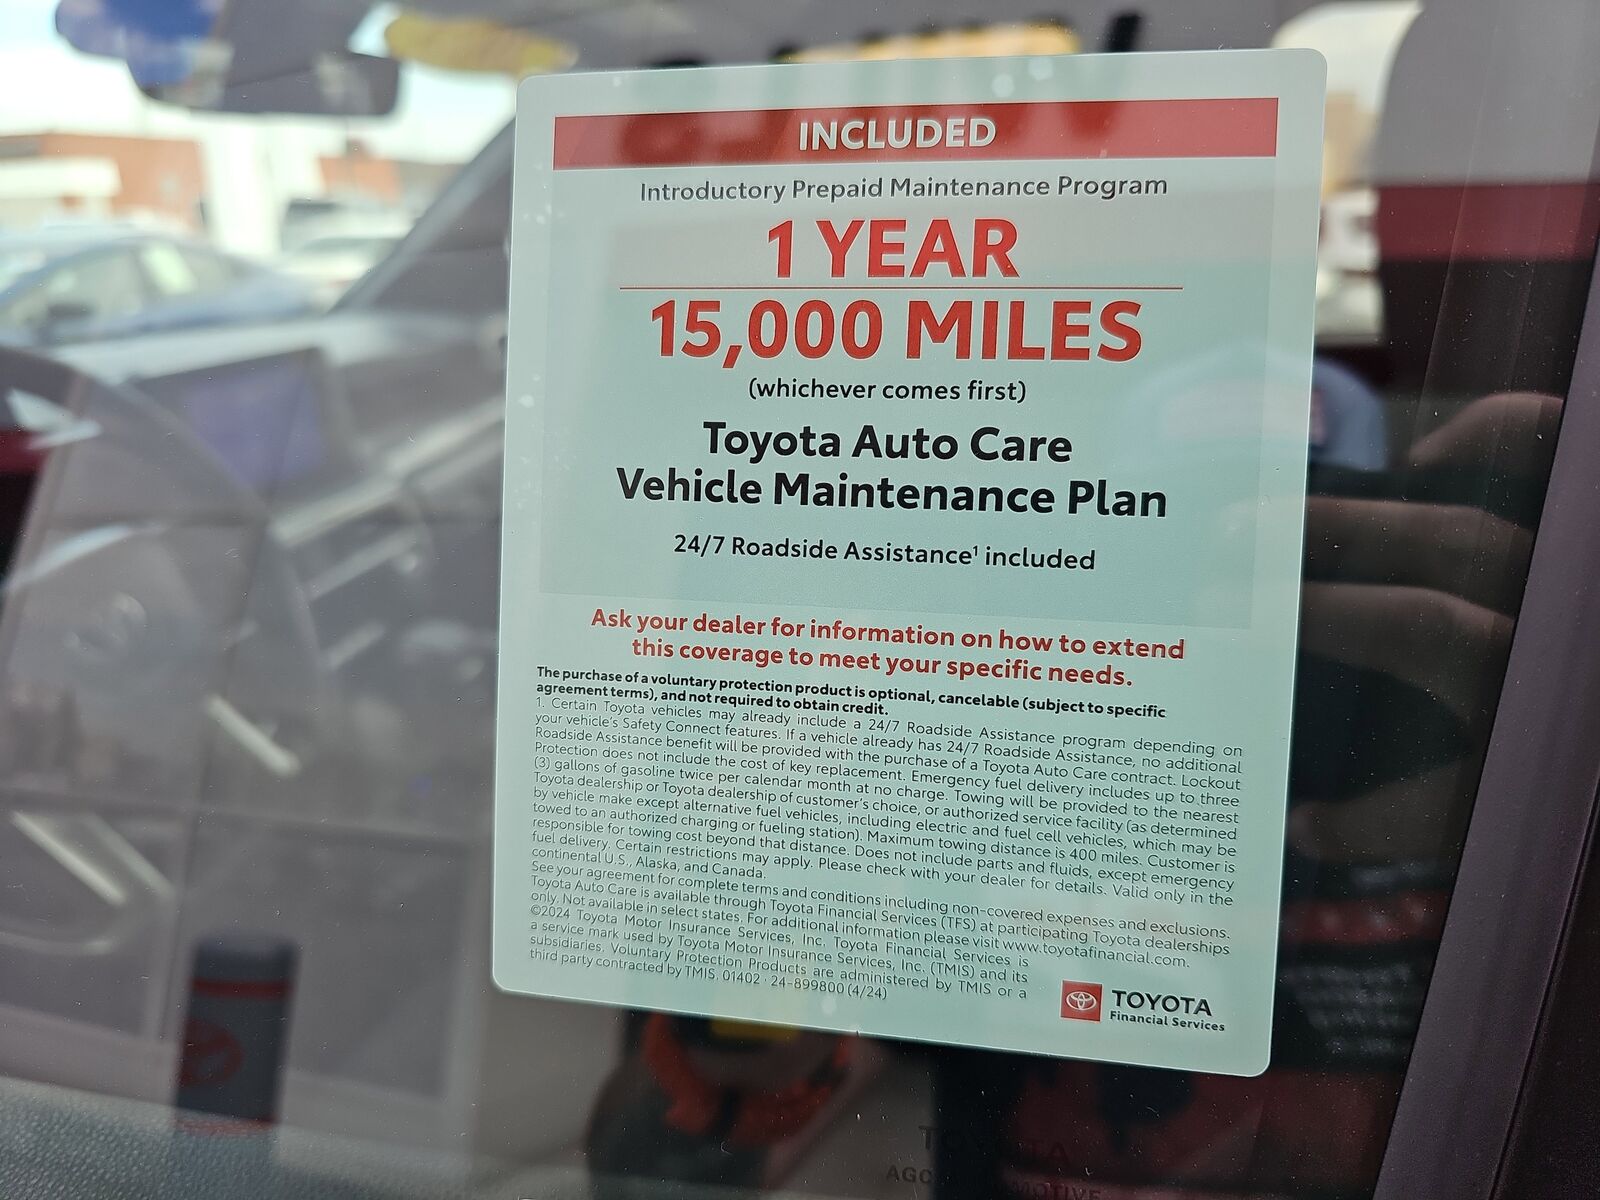 INCLUDED
Introductory Prepaid Maintenance Program
1 YEAR
15,000 MILES
(whichever comes first)
Toyota Auto Care
Vehicle Maintenance Plan
24/7 Roadside Assistance¹ included
Ask your dealer for information on how to extend
this coverage to meet your specific needs.
The purchase of a voluntary protection product is optional, cancelable (subject to specific
agreement terms), and not required to obtain credit.
1. Certain Toyota vehicles may already include a 24/7 Roadside Assistance program depending on
your vehicle's Safety Connect features. If a vehicle already has 24/7 Roadside Assistance, no additional
Roadside Assistance benefit will be provided with the purchase of a Toyota Auto Care contract. Lockout
Protection does not include the cost of key replacement. Emergency fuel delivery includes up to three
(3) gallons of gasoline twice per calendar month at no charge. Towing will be provided to the nearest
Toyota dealership or Toyota dealership of customer's choice, or authorized service facility (as determined
by vehicle make except alternative fuel vehicles, including electric and fuel cell vehicles, which may be
towed to an authorized charging or fueling station). Maximum towing distance is 400 miles. Customer is
responsible for towing cost beyond that distance. Does not include parts and fluids, except emergency
fuel delivery. Certain restrictions may apply. Please check with your dealer for details. Valid only in the
continental U.S., Alaska, and Canada.
See your agreement for complete terms and conditions including non-covered expenses and exclusions.
Toyota Auto Care is available through Toyota Financial Services (TFS) at participating Toyota dealerships
only. Not available in select states. For additional information please visit www.toyotafinancial.com.
©2024 Toyota Motor Insurance Services, Inc. Toyota Financial Services is
a service mark used by Toyota Motor Insurance Services, Inc. (TMIS) and its
subsidiaries. Voluntary Protection Products are administered by TMIS or a
third party contracted by TMIS. 01402 · 24-899800 (4/24)
TOYOTA
Financial Services